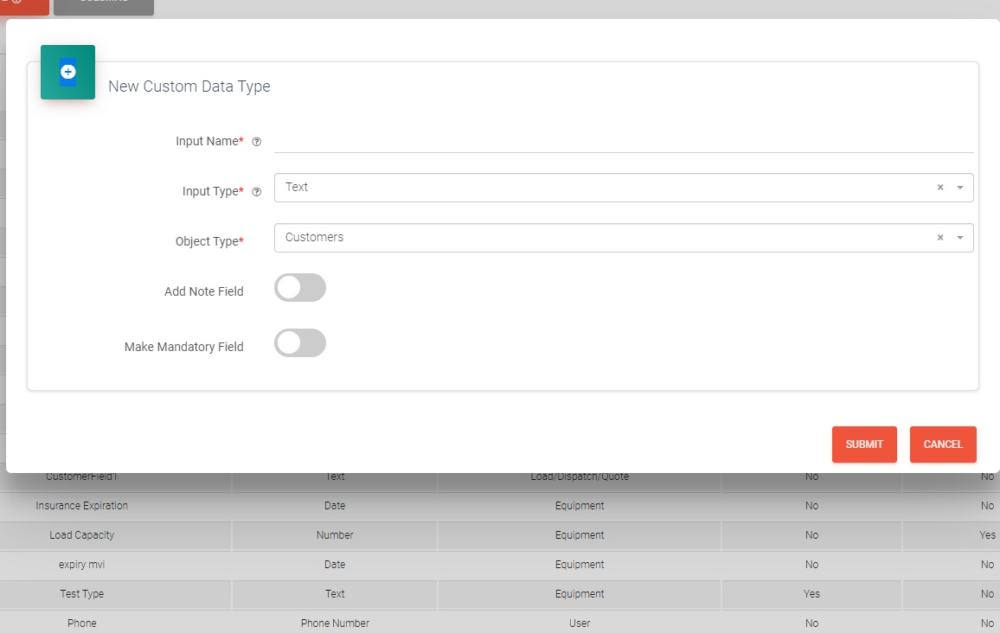 New Custom Data Type
Input Name*
Input Type* Text
Object Type* Customers
Add Note Field
Make Mandatory Field
SUBMIT CANCEL
CustomerField1 Text Load/Dispatch/Quote No No
Insurance Expiration Date Equipment No No
Load Capacity Number Equipment No Yes
expiry mvi Date Equipment No No
Test Type Text Equipment Yes No
Phone Phone Number User No No